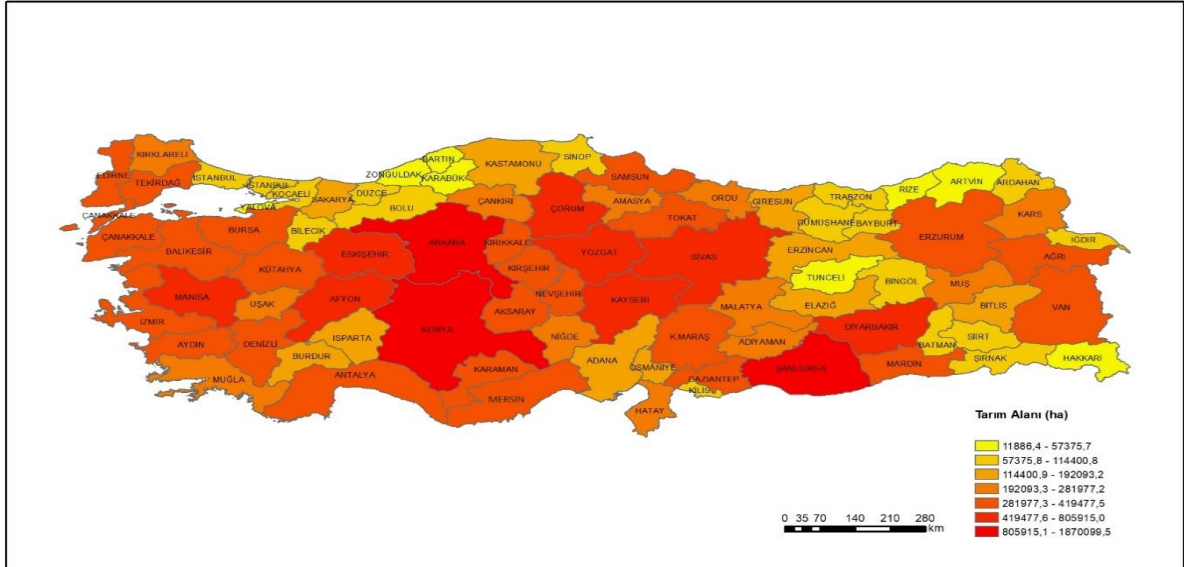 KIRKLARELİ
EDİRNE
TEKİRDAĞ
İSTANBUL
İSTANBUL
KOCAELİ
YALOVA
SAKARYA
DÜZCE
ZONGULDAK
BARTIN
KARABÜK
KASTAMONU
SİNOP
SAMSUN
ÇANAKKALE
ÇANAKKALE
BALIKESİR
BURSA
BİLECİK
BOLU
ÇANKIRI
ÇORUM
AMASYA
ORDU
TOKAT
GİRESUN
TRABZON
GÜMÜŞHANE
BAYBURT
RİZE
ARTVİN
ARDAHAN
KARS
IĞDIR
AĞRI
ERZURUM
ERZİNCAN
KÜTAHYA
ESKİŞEHİR
ANKARA
KIRIKKALE
KIRŞEHİR
YOZGAT
SİVAS
TUNCELİ
BİNGÖL
MUŞ
BİTLİS
VAN
MANİSA
UŞAK
AFYON
KONYA
AKSARAY
NEVŞEHİR
KAYSERİ
MALATYA
ELAZIĞ
DİYARBAKIR
BATMAN
SİİRT
ŞIRNAK
HAKKARİ
İZMİR
AYDIN
DENİZLİ
BURDUR
ISPARTA
MUĞLA
ANTALYA
KARAMAN
MERSİN
NİĞDE
ADANA
OSMANİYE
K.MARAŞ
ADIYAMAN
GAZİANTEP
KİLİS
ŞANLIURFA
MARDİN
HATAY
Tarım Alanı (ha)
11886,4 - 57375,7
57375,8 - 114400,8
114400,9 - 192093,2
192093,3 - 281977,2
281977,3 - 419477,5
419477,6 - 805915,0
805915,1 - 1870099,5
0 35 70 140 210 280
km